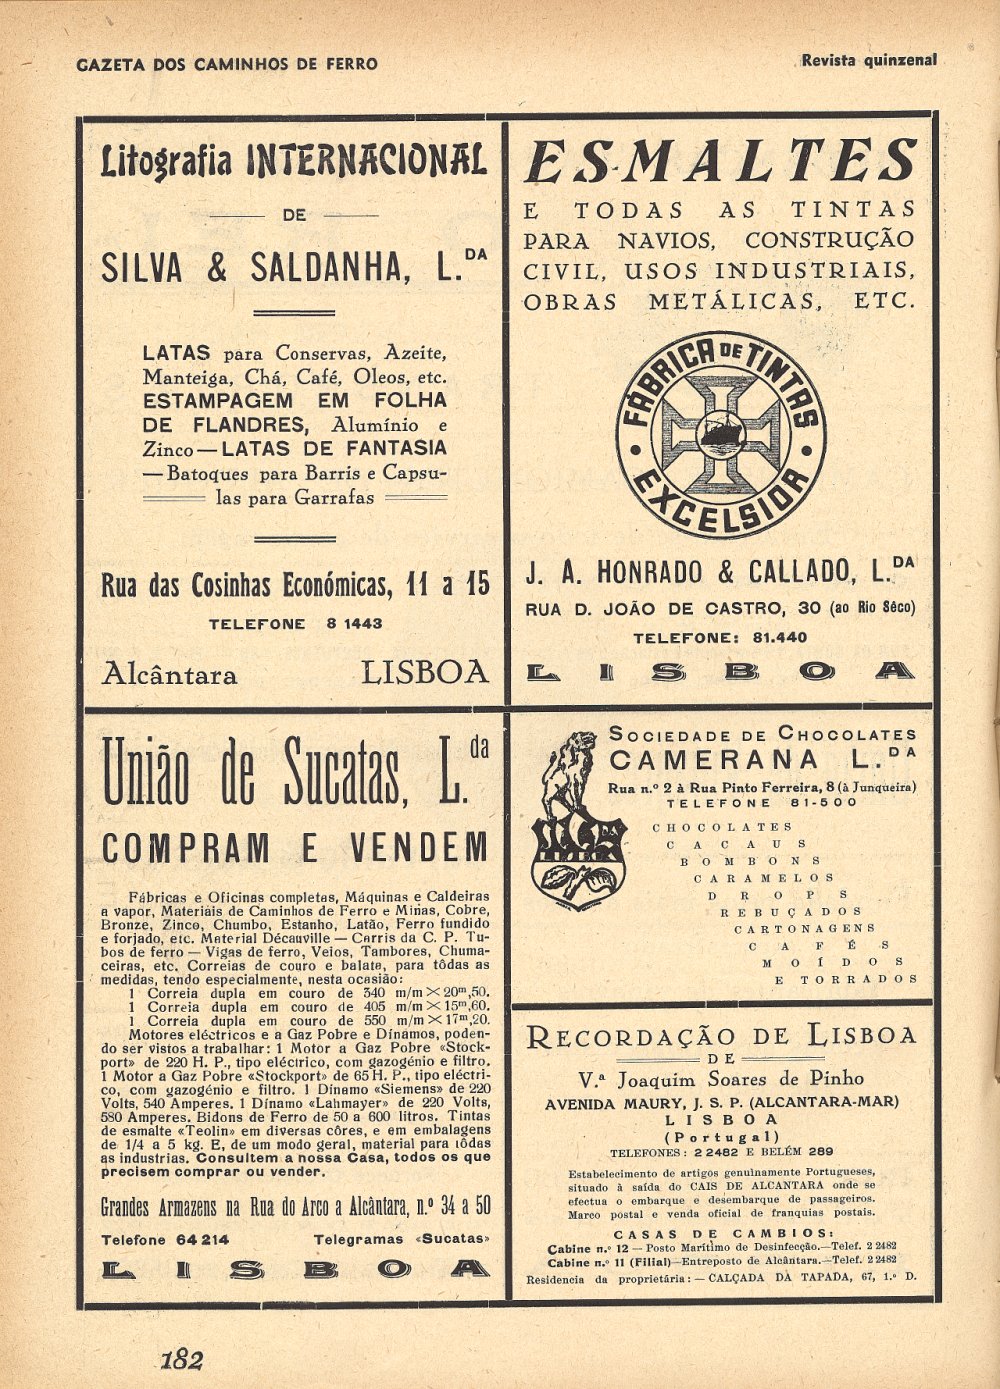 GAZETA DOS CAMINHOS DE FERRO
Revista quinzenal
Litografia INTERNACIONAL
DE
SILVA & SALDANHA, L.DA
LATAS para Conservas, Azeite,
Manteiga, Chá, Café, Oleos, etc.
ESTAMPAGEM EM FOLHA
DE FLANDRES, Alumínio e
Zinco — LATAS DE FANTASIA
— Batoques para Barris e Capsu-
las para Garrafas
Rua das Cosinhas Económicas, 11 a 15
TELEFONE 8 1443
Alcântara LISBOA
ESMALTES
E TODAS AS TINTAS
PARA NAVIOS, CONSTRUÇÃO
CIVIL, USOS INDUSTRIAIS,
OBRAS METÁLICAS, ETC.
FÁBRICA DE TINTAS
EXCELSIOR
J. A. HONRADO & CALLADO, L.DA
RUA D. JOÃO DE CASTRO, 30 (ao Rio Sêco)
TELEFONE: 81.440
LISBOA
União de Sucatas, L.da
COMPRAM E VENDEM
Fábricas e Oficinas completas, Máquinas e Caldeiras
a vapor, Materiais de Caminhos de Ferro e Minas, Cobre,
Bronze, Zinco, Chumbo, Estanho, Latão, Ferro fundido
e forjado, etc. Material Décauville — Carris da C. P. Tu-
bos de ferro — Vigas de ferro, Veios, Tambores, Chuma-
ceiras, etc. Correias de couro e balata, para tôdas as
medidas, tendo especialmente, nesta ocasião:
1 Correia dupla em couro de 340 m/m × 20m,50.
1 Correia dupla em couro de 405 m/m × 15m,60.
1 Correia dupla em couro de 550 m/m × 17m,20.
Motores eléctricos e a Gaz Pobre e Dínamos, poden-
do ser vistos a trabalhar: 1 Motor a Gaz Pobre «Stock-
port» de 220 H. P., tipo eléctrico, com gazogénio e filtro.
1 Motor a Gaz Pobre «Stockport» de 65 H. P., tipo eléctri-
co, com gazogénio e filtro. 1 Dínamo «Siemens» de 220
Volts, 540 Amperes. 1 Dínamo «Lahmayer» de 220 Volts,
580 Amperes. Bidons de Ferro de 50 a 600 litros. Tintas
de esmalte «Teolin» em diversas côres, e em embalagens
de 1/4 a 5 kg. E, de um modo geral, material para tôdas
as industrias. Consultem a nossa Casa, todos os que
precisem comprar ou vender.
Grandes Armazens na Rua do Arco a Alcântara, n.º 34 a 50
Telefone 64 214 Telegramas «Sucatas»
LISBOA
SOCIEDADE DE CHOCOLATES
CAMERANA L.DA
Rua n.º 2 à Rua Pinto Ferreira, 8 (à Junqueira)
TELEFONE 81-500
LISBOA
CHOCOLATES
CACAUS
BOMBONS
CARAMELOS
DROPS
REBUÇADOS
CARTONAGENS
CAFÉS
MOÍDOS
E TORRADOS
RECORDAÇÃO DE LISBOA
DE
V.ª Joaquim Soares de Pinho
AVENIDA MAURY, J. S. P. (ALCANTARA-MAR)
LISBOA
(Portugal)
TELEFONES: 2 2482 E BELÉM 289
Estabelecimento de artigos genuinamente Portugueses,
situado à saída do CAIS DE ALCANTARA onde se
efectua o embarque e desembarque de passageiros.
Marco postal e venda oficial de franquias postais.
CASAS DE CAMBIOS:
Cabine n.º 12 — Posto Marítimo de Desinfecção.—Telef. 2 2482
Cabine n.º 11 (Filial)—Entreposto de Alcântara.—Telef. 2 2482
Residencia da proprietária: — CALÇADA DA TAPADA, 67, 1.º D.
182